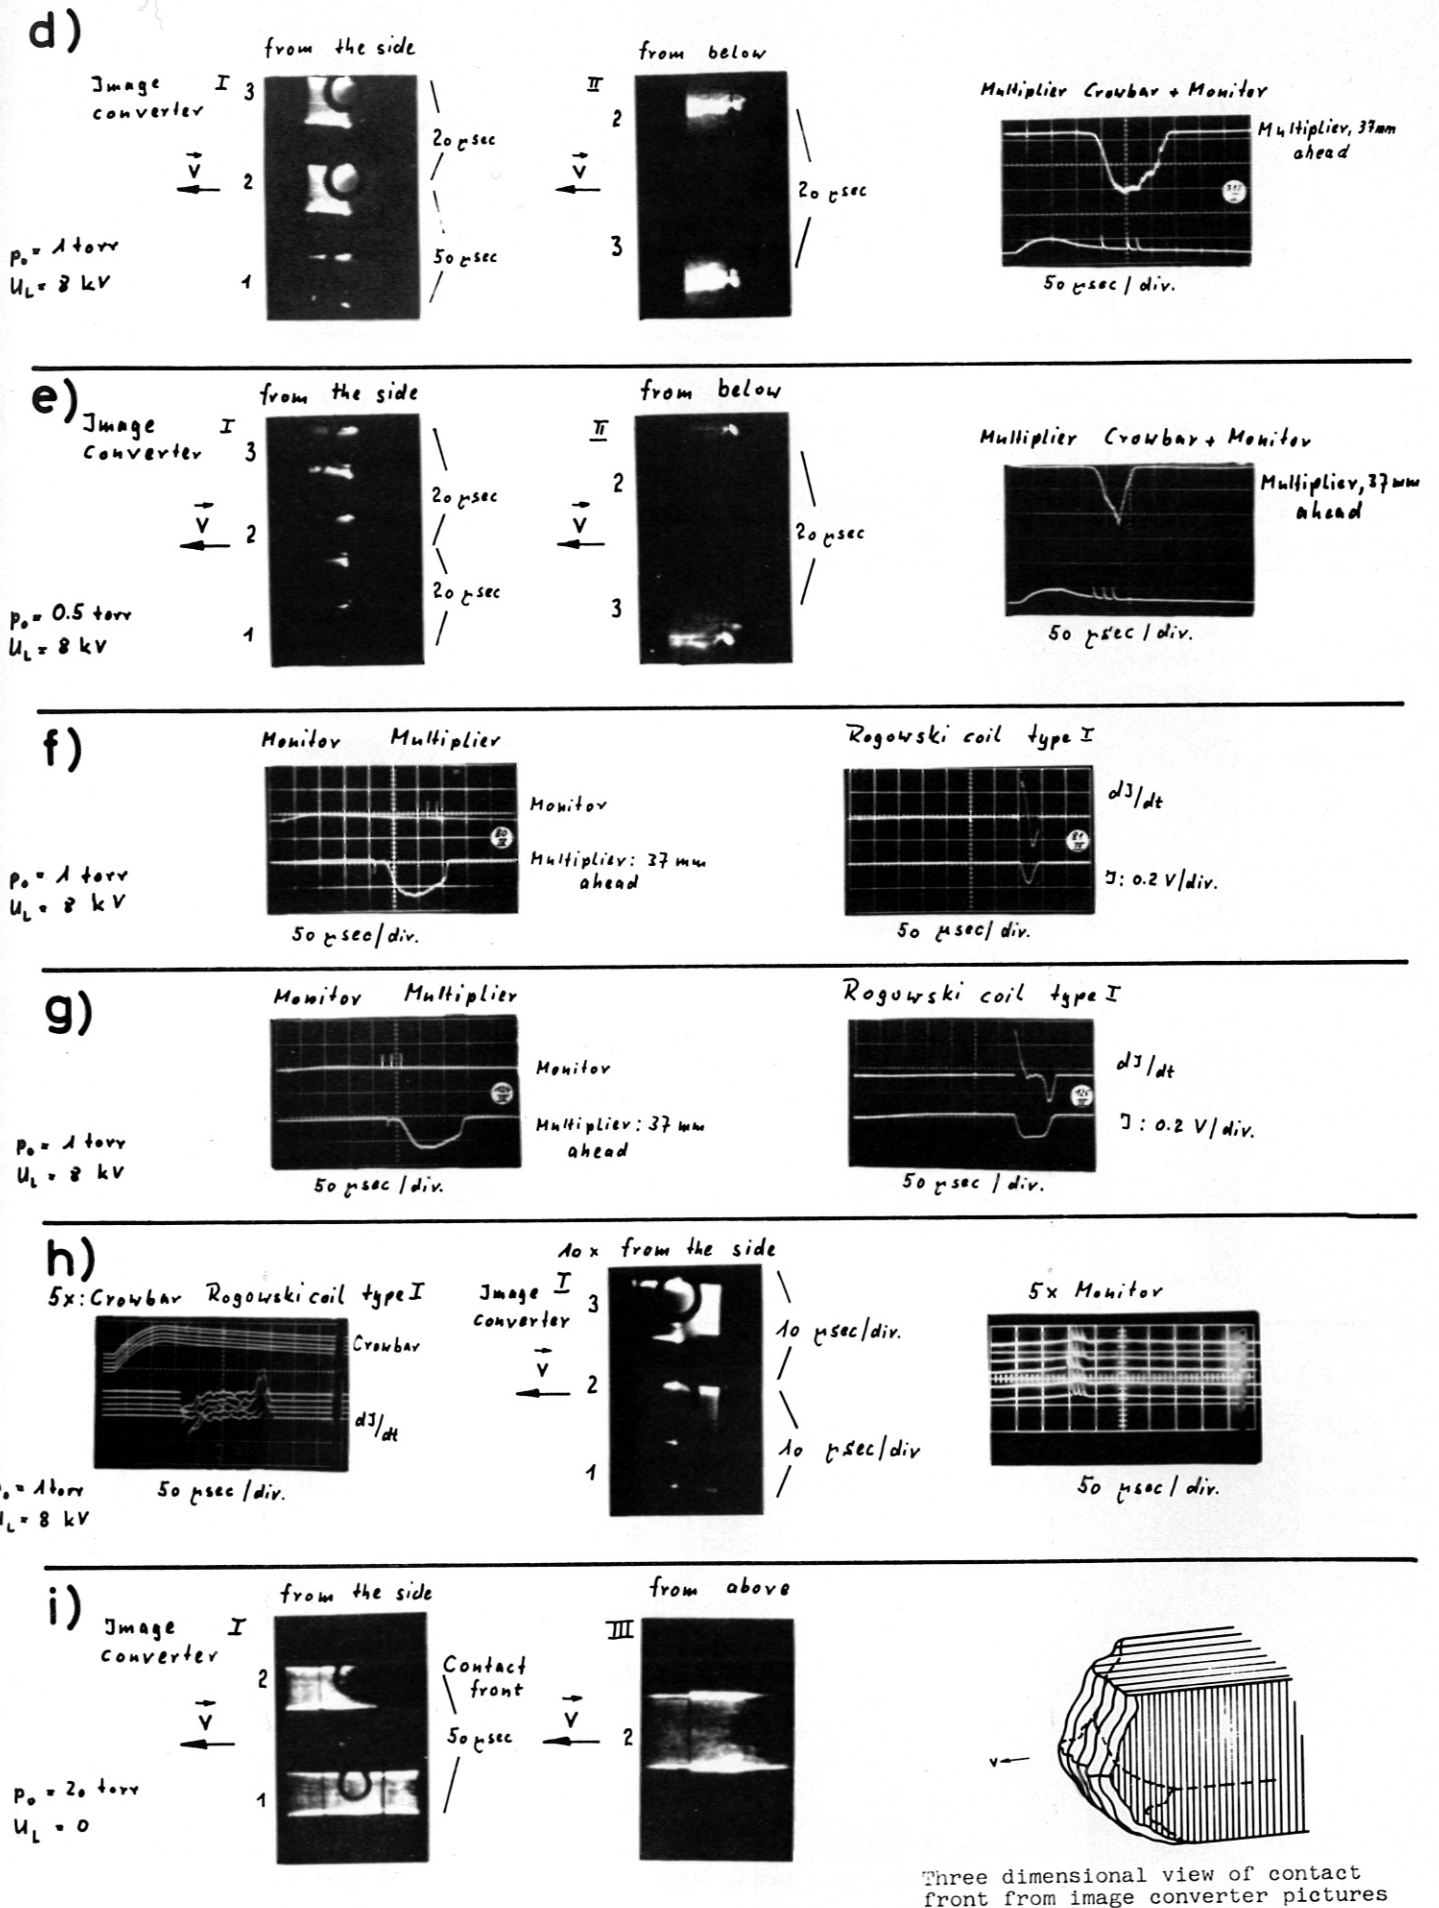 d)
from the side
Image I
converter
3
20 µsec
V
2
50 µsec
1
p₀ = 1 torr
U_L = 8 kV
from below
II
2
V
20 µsec
3
Multiplier Crowbar + Monitor
Multiplier, 37mm
ahead
50 µsec / div.
e)
from the side
Image I
Converter
3
20 µsec
V
2
20 µsec
1
p₀ = 0.5 torr
U_L = 8 kV
from below
II
2
V
20 µsec
3
Multiplier Crowbar + Monitor
Multiplier, 37 mm
ahead
50 µsec / div.
f)
Monitor Multiplier
Monitor
Multiplier: 37 mm
ahead
50 µsec/div.
p₀ = 1 torr
U_L = 8 kV
Rogowski coil type I
dJ/dt
J: 0.2 V/div.
50 µsec/div.
g)
Monitor Multiplier
Monitor
Multiplier: 37 mm
ahead
50 µsec / div.
p₀ = 1 torr
U_L = 8 kV
Rogowski coil type I
dJ/dt
J: 0.2 V/div.
50 µsec / div.
h)
5x: Crowbar Rogowski coil type I
Crowbar
dJ/dt
50 µsec / div.
₀ = 1 torr
U_L = 8 kV
10 x from the side
Image I
Converter
3
10 µsec/div.
V
2
10 µsec/div
1
5 x Monitor
50 µsec / div.
i)
from the side
Image I
converter
2
Contact
front
V
50 µsec
1
p₀ = 20 torr
U_L = 0
from above
III
V
2
V
Three dimensional view of contact
front from image converter pictures